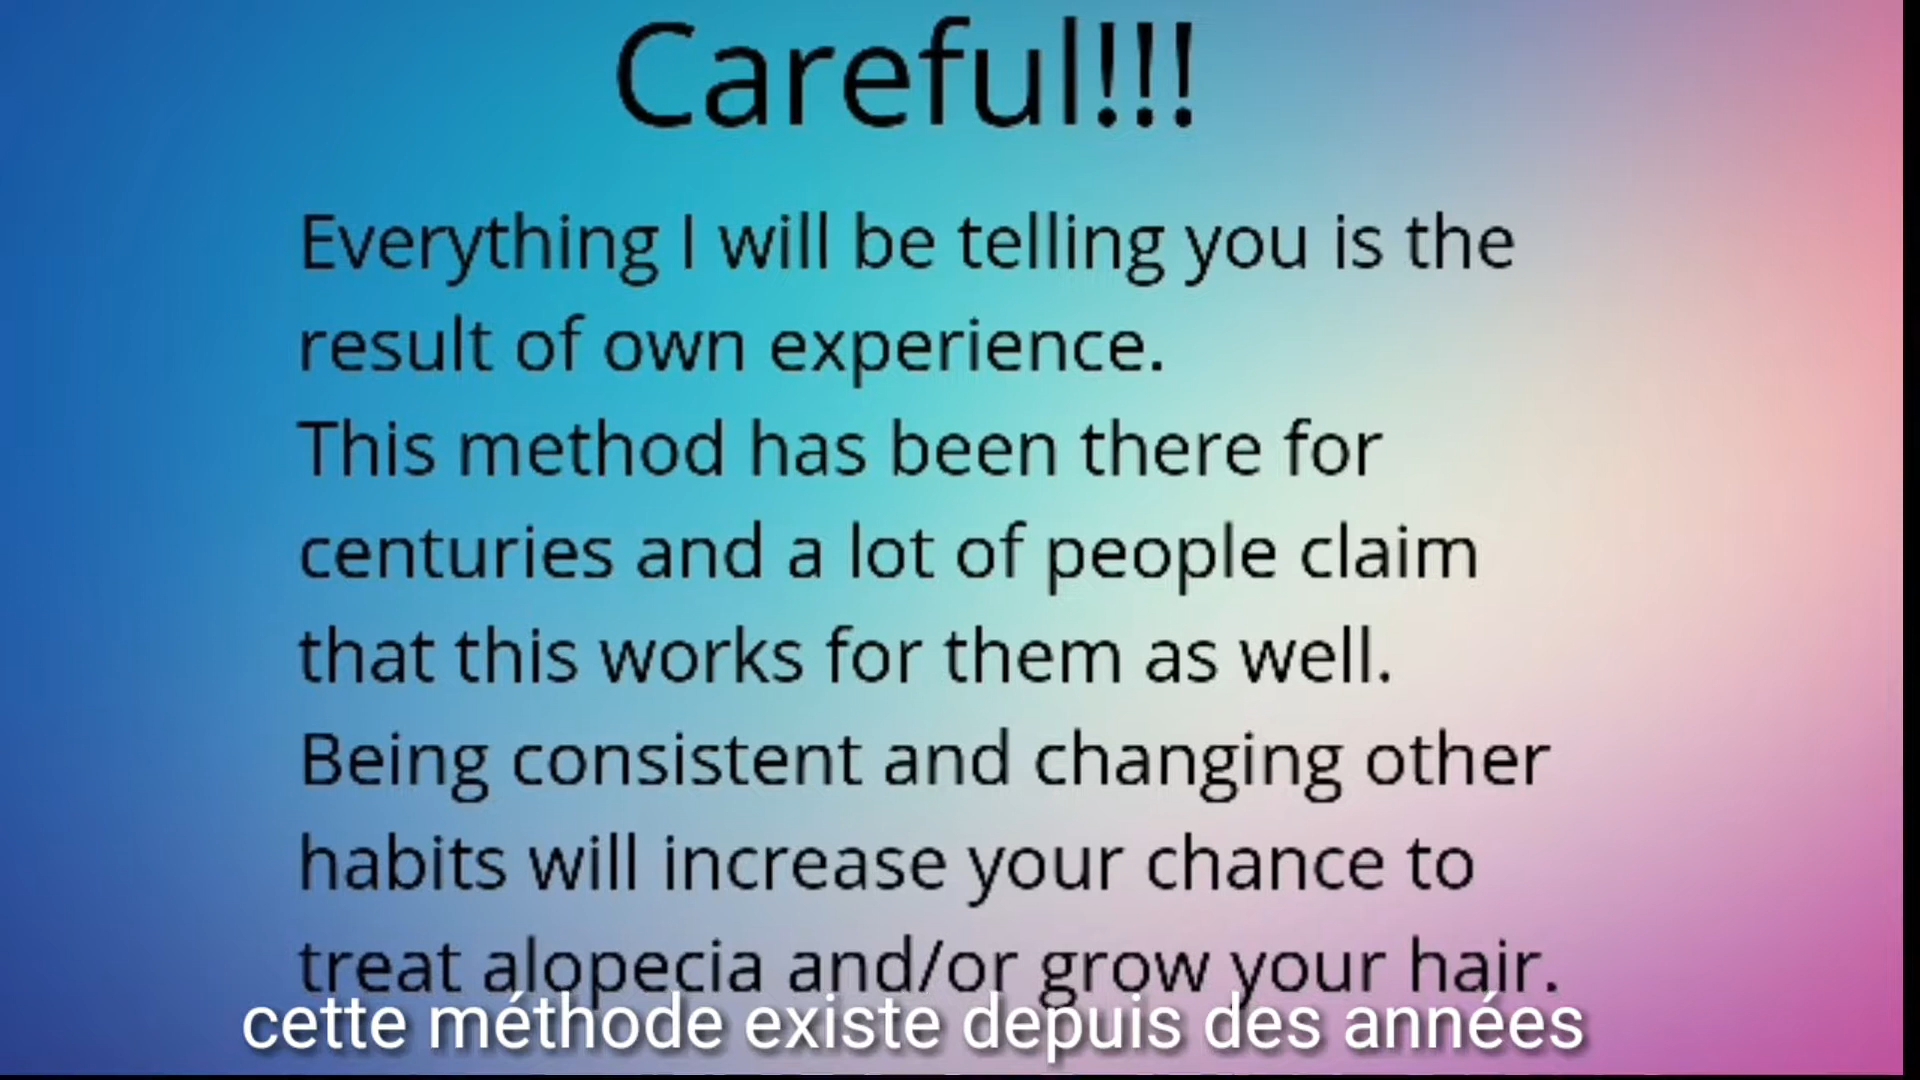 Careful!!!
Everything I will be telling you is the
result of own experience.
This method has been there for
centuries and a lot of people claim
that this works for them as well.
Being consistent and changing other
habits will increase your chance to
treat alopecia and/or grow your hair.
cette méthode existe depuis des années